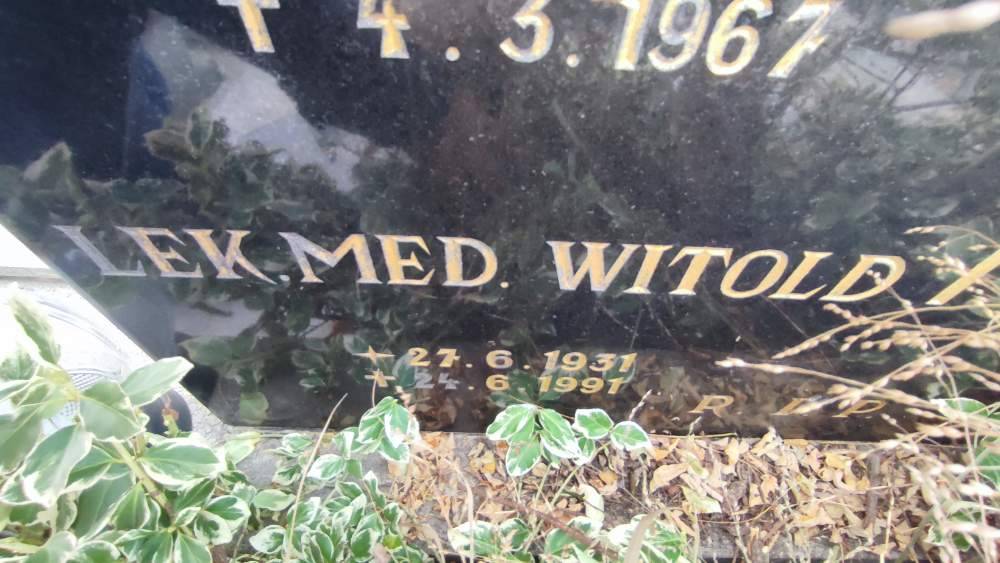 † 4.3.1967
LEK.MED. WITOLD
27.6.1931
+ 24.6.1991
R I P